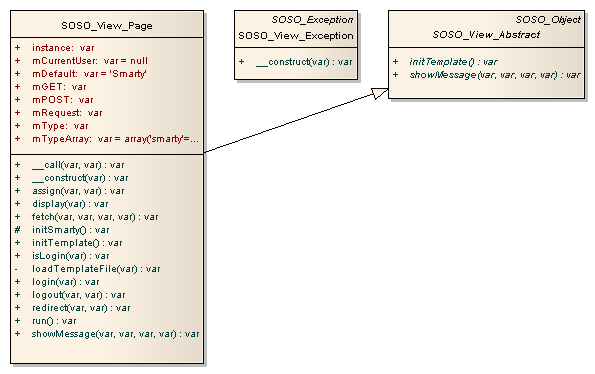 SOSO_View_Page
+ instance: var
+ mCurrentUser: var = null
+ mDefault: var = 'Smarty'
+ mGET: var
+ mPOST: var
+ mRequest: var
+ mType: var
+ mTypeArray: var = array('smarty'=...
+ __call(var, var) : var
+ __construct(var) : var
+ assign(var, var) : var
+ display(var) : var
+ fetch(var, var, var, var) : var
# initSmarty() : var
+ initTemplate() : var
+ isLogin(var) : var
- loadTemplateFile(var) : var
+ login(var) : var
+ logout(var, var) : var
+ redirect(var, var) : var
+ run() : var
+ showMessage(var, var, var, var) : var
SOSO_Exception
SOSO_View_Exception
+ __construct(var) : var
SOSO_Object
SOSO_View_Abstract
+ initTemplate() : var
+ showMessage(var, var, var, var) : var